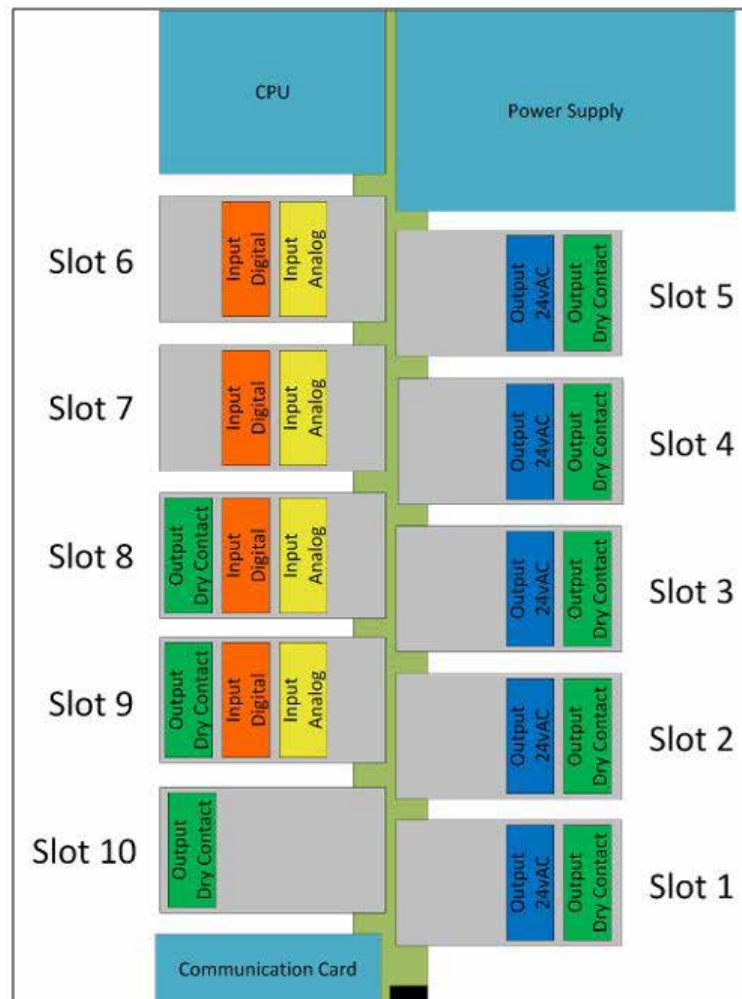 CPU
Power Supply
Slot 6
Input
Digital
Input
Analog
Output
24vAC
Output
Dry Contact
Slot 5
Slot 7
Input
Digital
Input
Analog
Output
24vAC
Output
Dry Contact
Slot 4
Slot 8
Output
Dry Contact
Input
Digital
Input
Analog
Output
24vAC
Output
Dry Contact
Slot 3
Slot 9
Output
Dry Contact
Input
Digital
Input
Analog
Output
24vAC
Output
Dry Contact
Slot 2
Slot 10
Output
Dry Contact
Output
24vAC
Output
Dry Contact
Slot 1
Communication Card